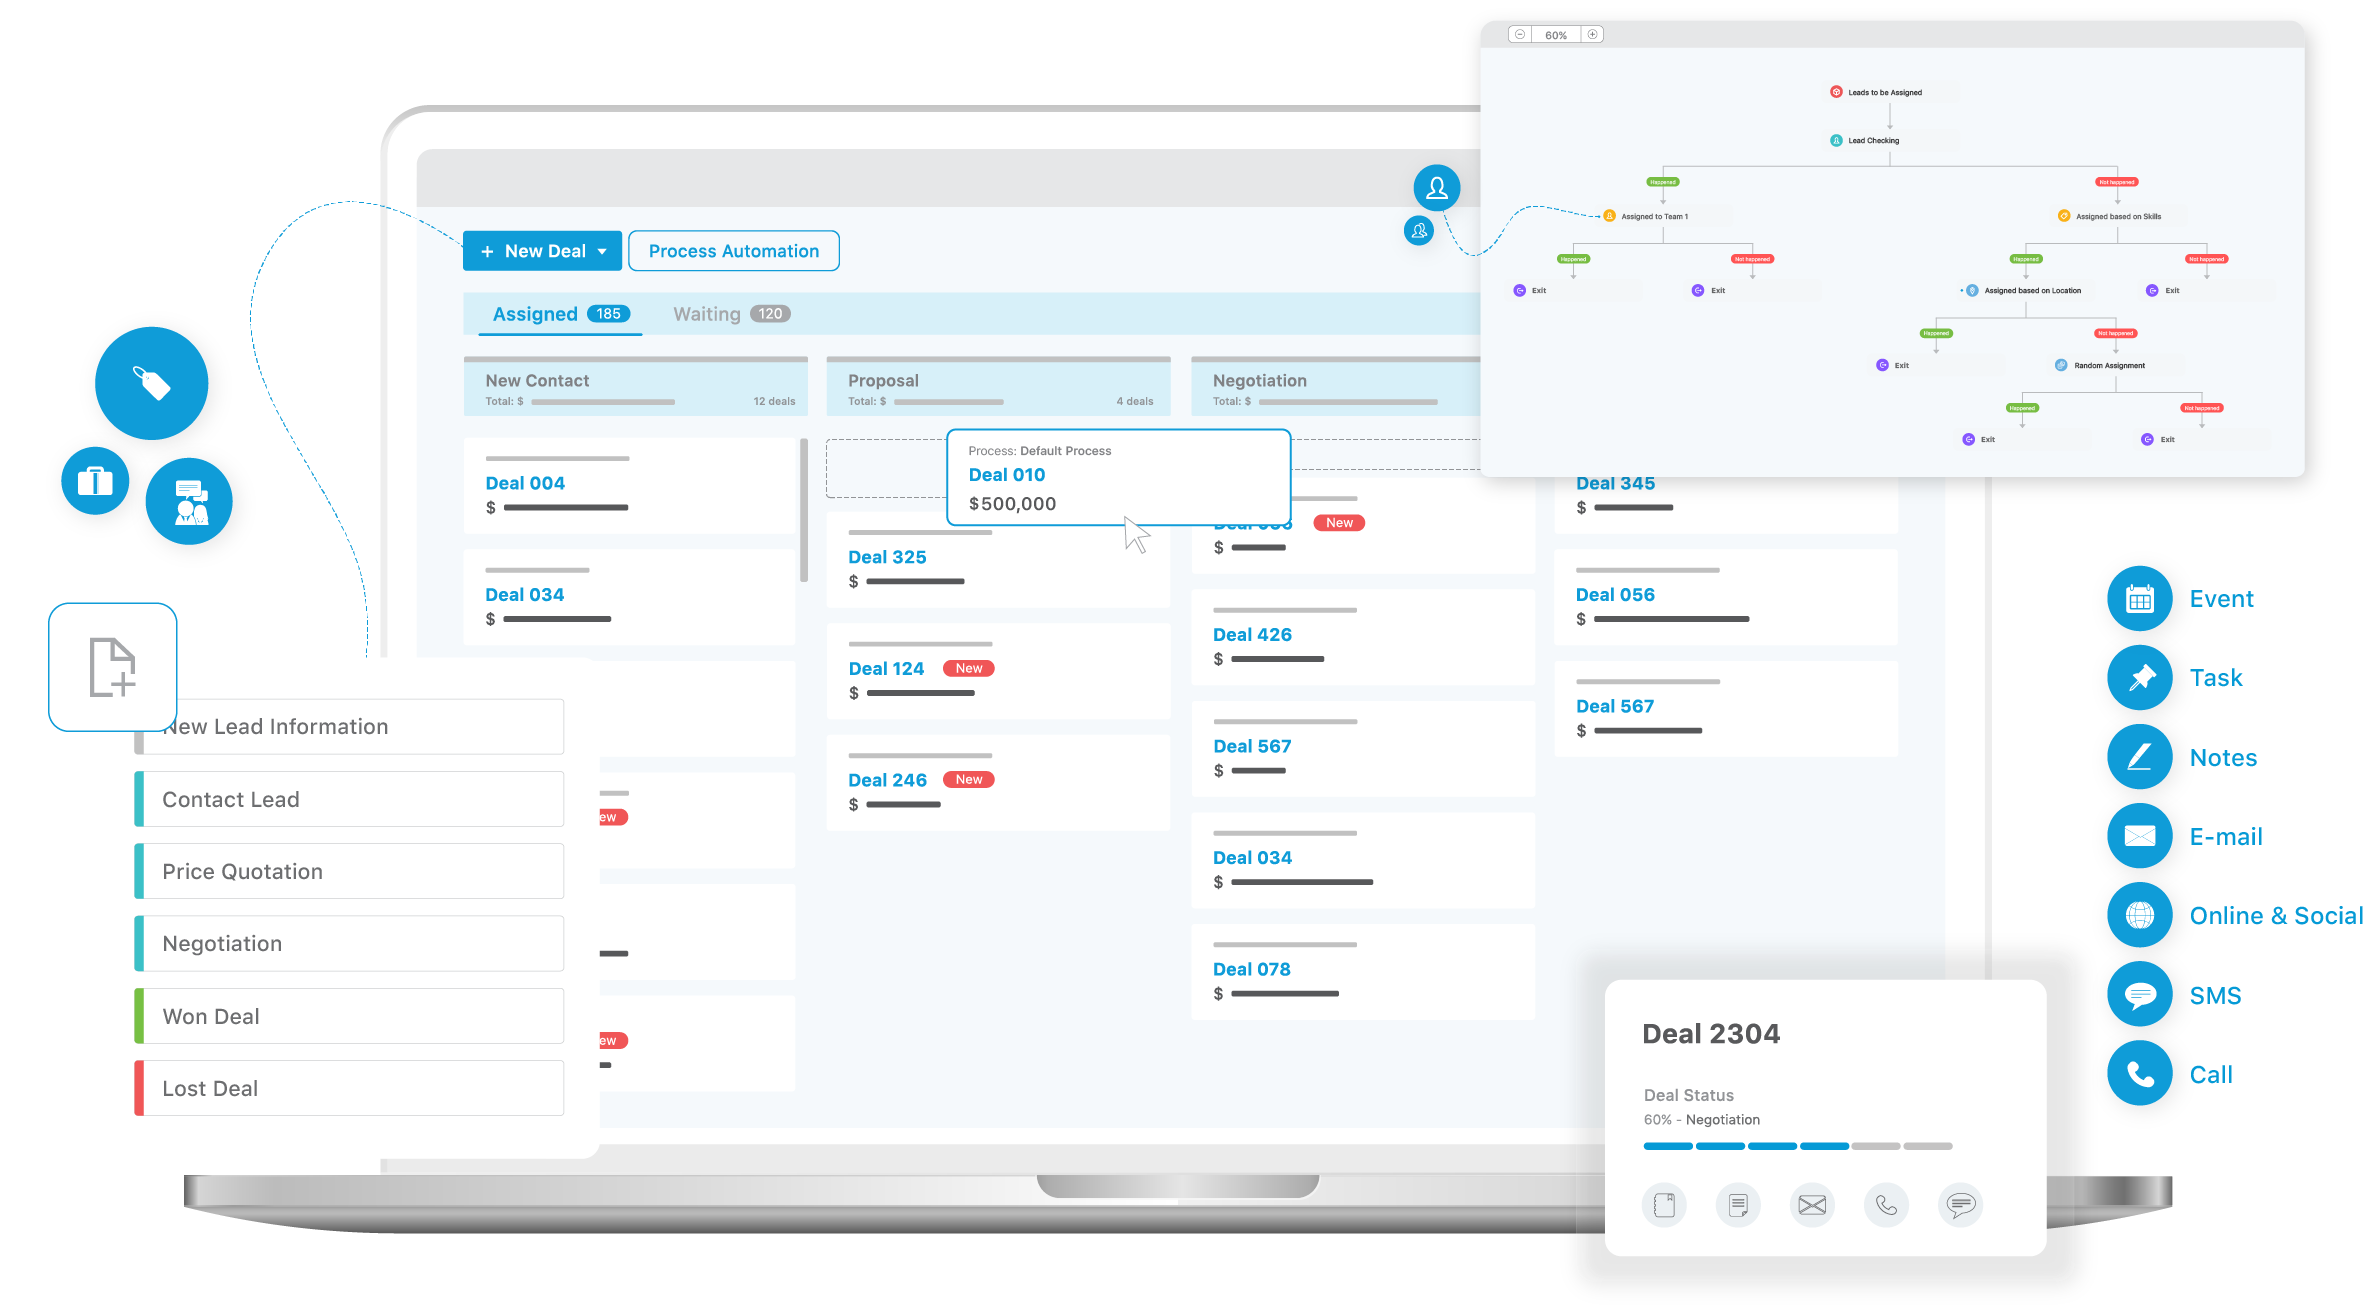 60%
Leads to be Assigned
Lead Checking
Happened
Not happened
Assigned to Team 1
Assigned based on Skills
Happened
Not happened
Happened
Not happened
Exit
Exit
Assigned based on Location
Exit
Happened
Not happened
Exit
Random Assignment
Happened
Not happened
Exit
Exit
+ New Deal
Process Automation
Assigned 185
Waiting 120
New Contact
Total: $
12 deals
Proposal
Total: $
4 deals
Negotiation
Total: $
Process: Default Process
Deal 010
$500,000
Deal 004
$
Deal 034
$
ew
ew
Deal 325
$
Deal 124 New
$
Deal 246 New
$
New
$
Deal 426
$
Deal 567
$
Deal 034
$
Deal 078
$
Deal 345
$
Deal 056
$
Deal 567
$
New Lead Information
Contact Lead
Price Quotation
Negotiation
Won Deal
Lost Deal
Deal 2304
Deal Status
60% - Negotiation
Event
Task
Notes
E-mail
Online & Social
SMS
Call